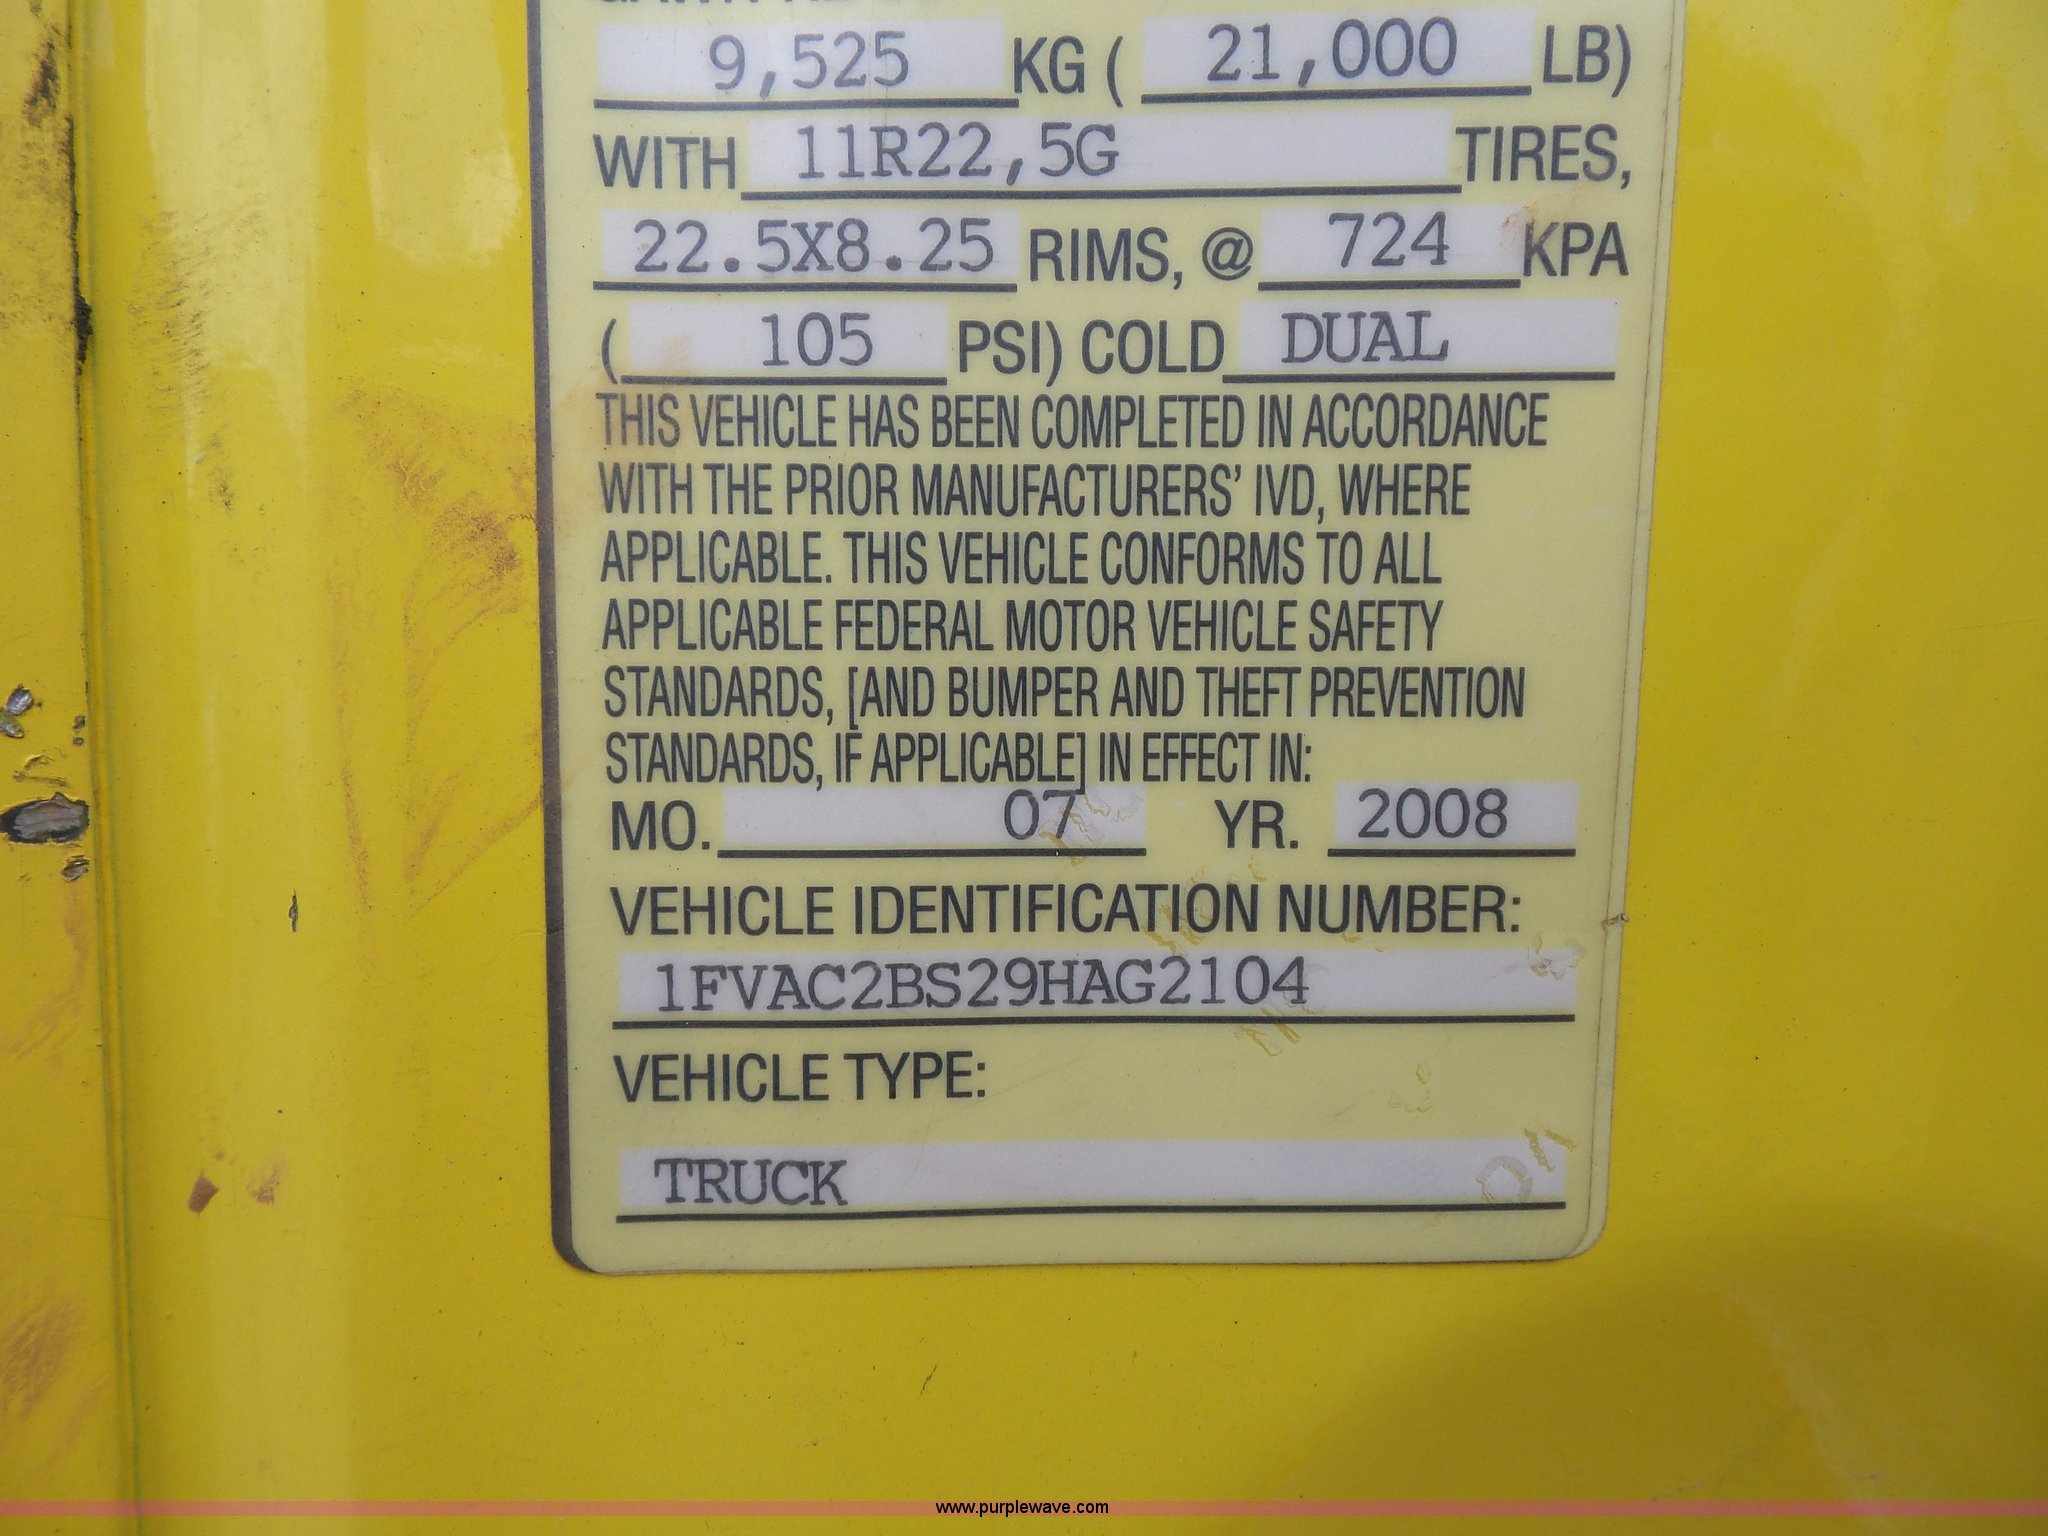 9,525 KG ( 21,000 LB)
WITH 11R22,5G TIRES,
22.5X8.25 RIMS, @ 724 KPA
( 105 PSI) COLD DUAL
THIS VEHICLE HAS BEEN COMPLETED IN ACCORDANCE
WITH THE PRIOR MANUFACTURERS' IVD, WHERE
APPLICABLE. THIS VEHICLE CONFORMS TO ALL
APPLICABLE FEDERAL MOTOR VEHICLE SAFETY
STANDARDS, [AND BUMPER AND THEFT PREVENTION
STANDARDS, IF APPLICABLE] IN EFFECT IN:
MO. 07 YR. 2008
VEHICLE IDENTIFICATION NUMBER:
1FVAC2BS29HAG2104
VEHICLE TYPE:
TRUCK
www.purplewave.com